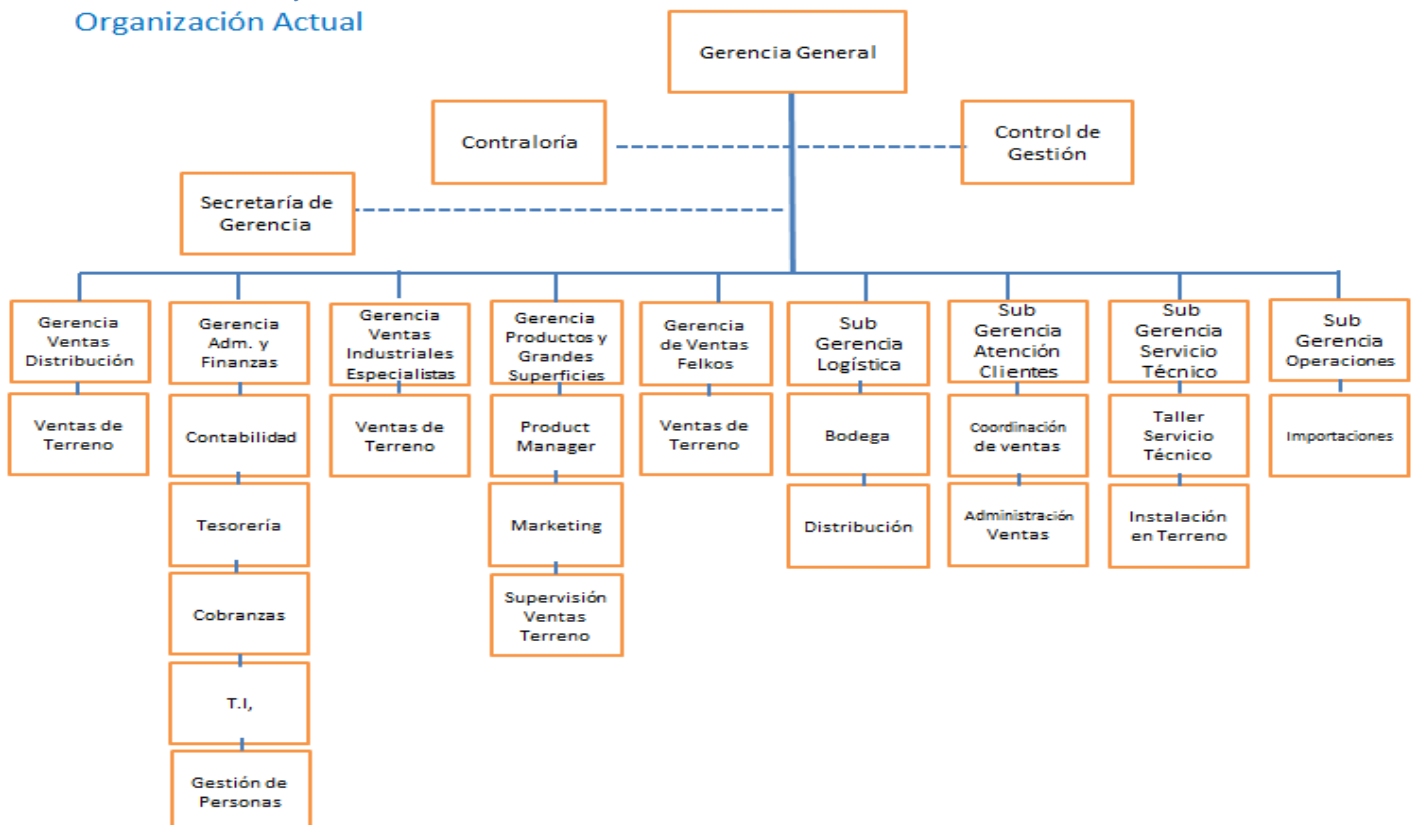 Organización Actual
Gerencia General
Contraloría
Control de
Gestión
Secretaría de
Gerencia
Gerencia
Ventas
Distribución
Gerencia
Adm. y
Finanzas
Gerencia
Ventas
Industriales
Especialistas
Gerencia
Productos y
Grandes
Superficies
Gerencia
de Ventas
Felkos
Sub
Gerencia
Logística
Sub
Gerencia
Atención
Clientes
Sub
Gerencia
Servicio
Técnico
Sub
Gerencia
Operaciones
Ventas de
Terreno
Contabilidad
Ventas de
Terreno
Product
Manager
Ventas de
Terreno
Bodega
Coordinación
de ventas
Taller
Servicio
Técnico
Importaciones
Tesorería
Marketing
Distribución
Administración
Ventas
Instalación
en Terreno
Cobranzas
Supervisión
Ventas
Terreno
T.I,
Gestión de
Personas